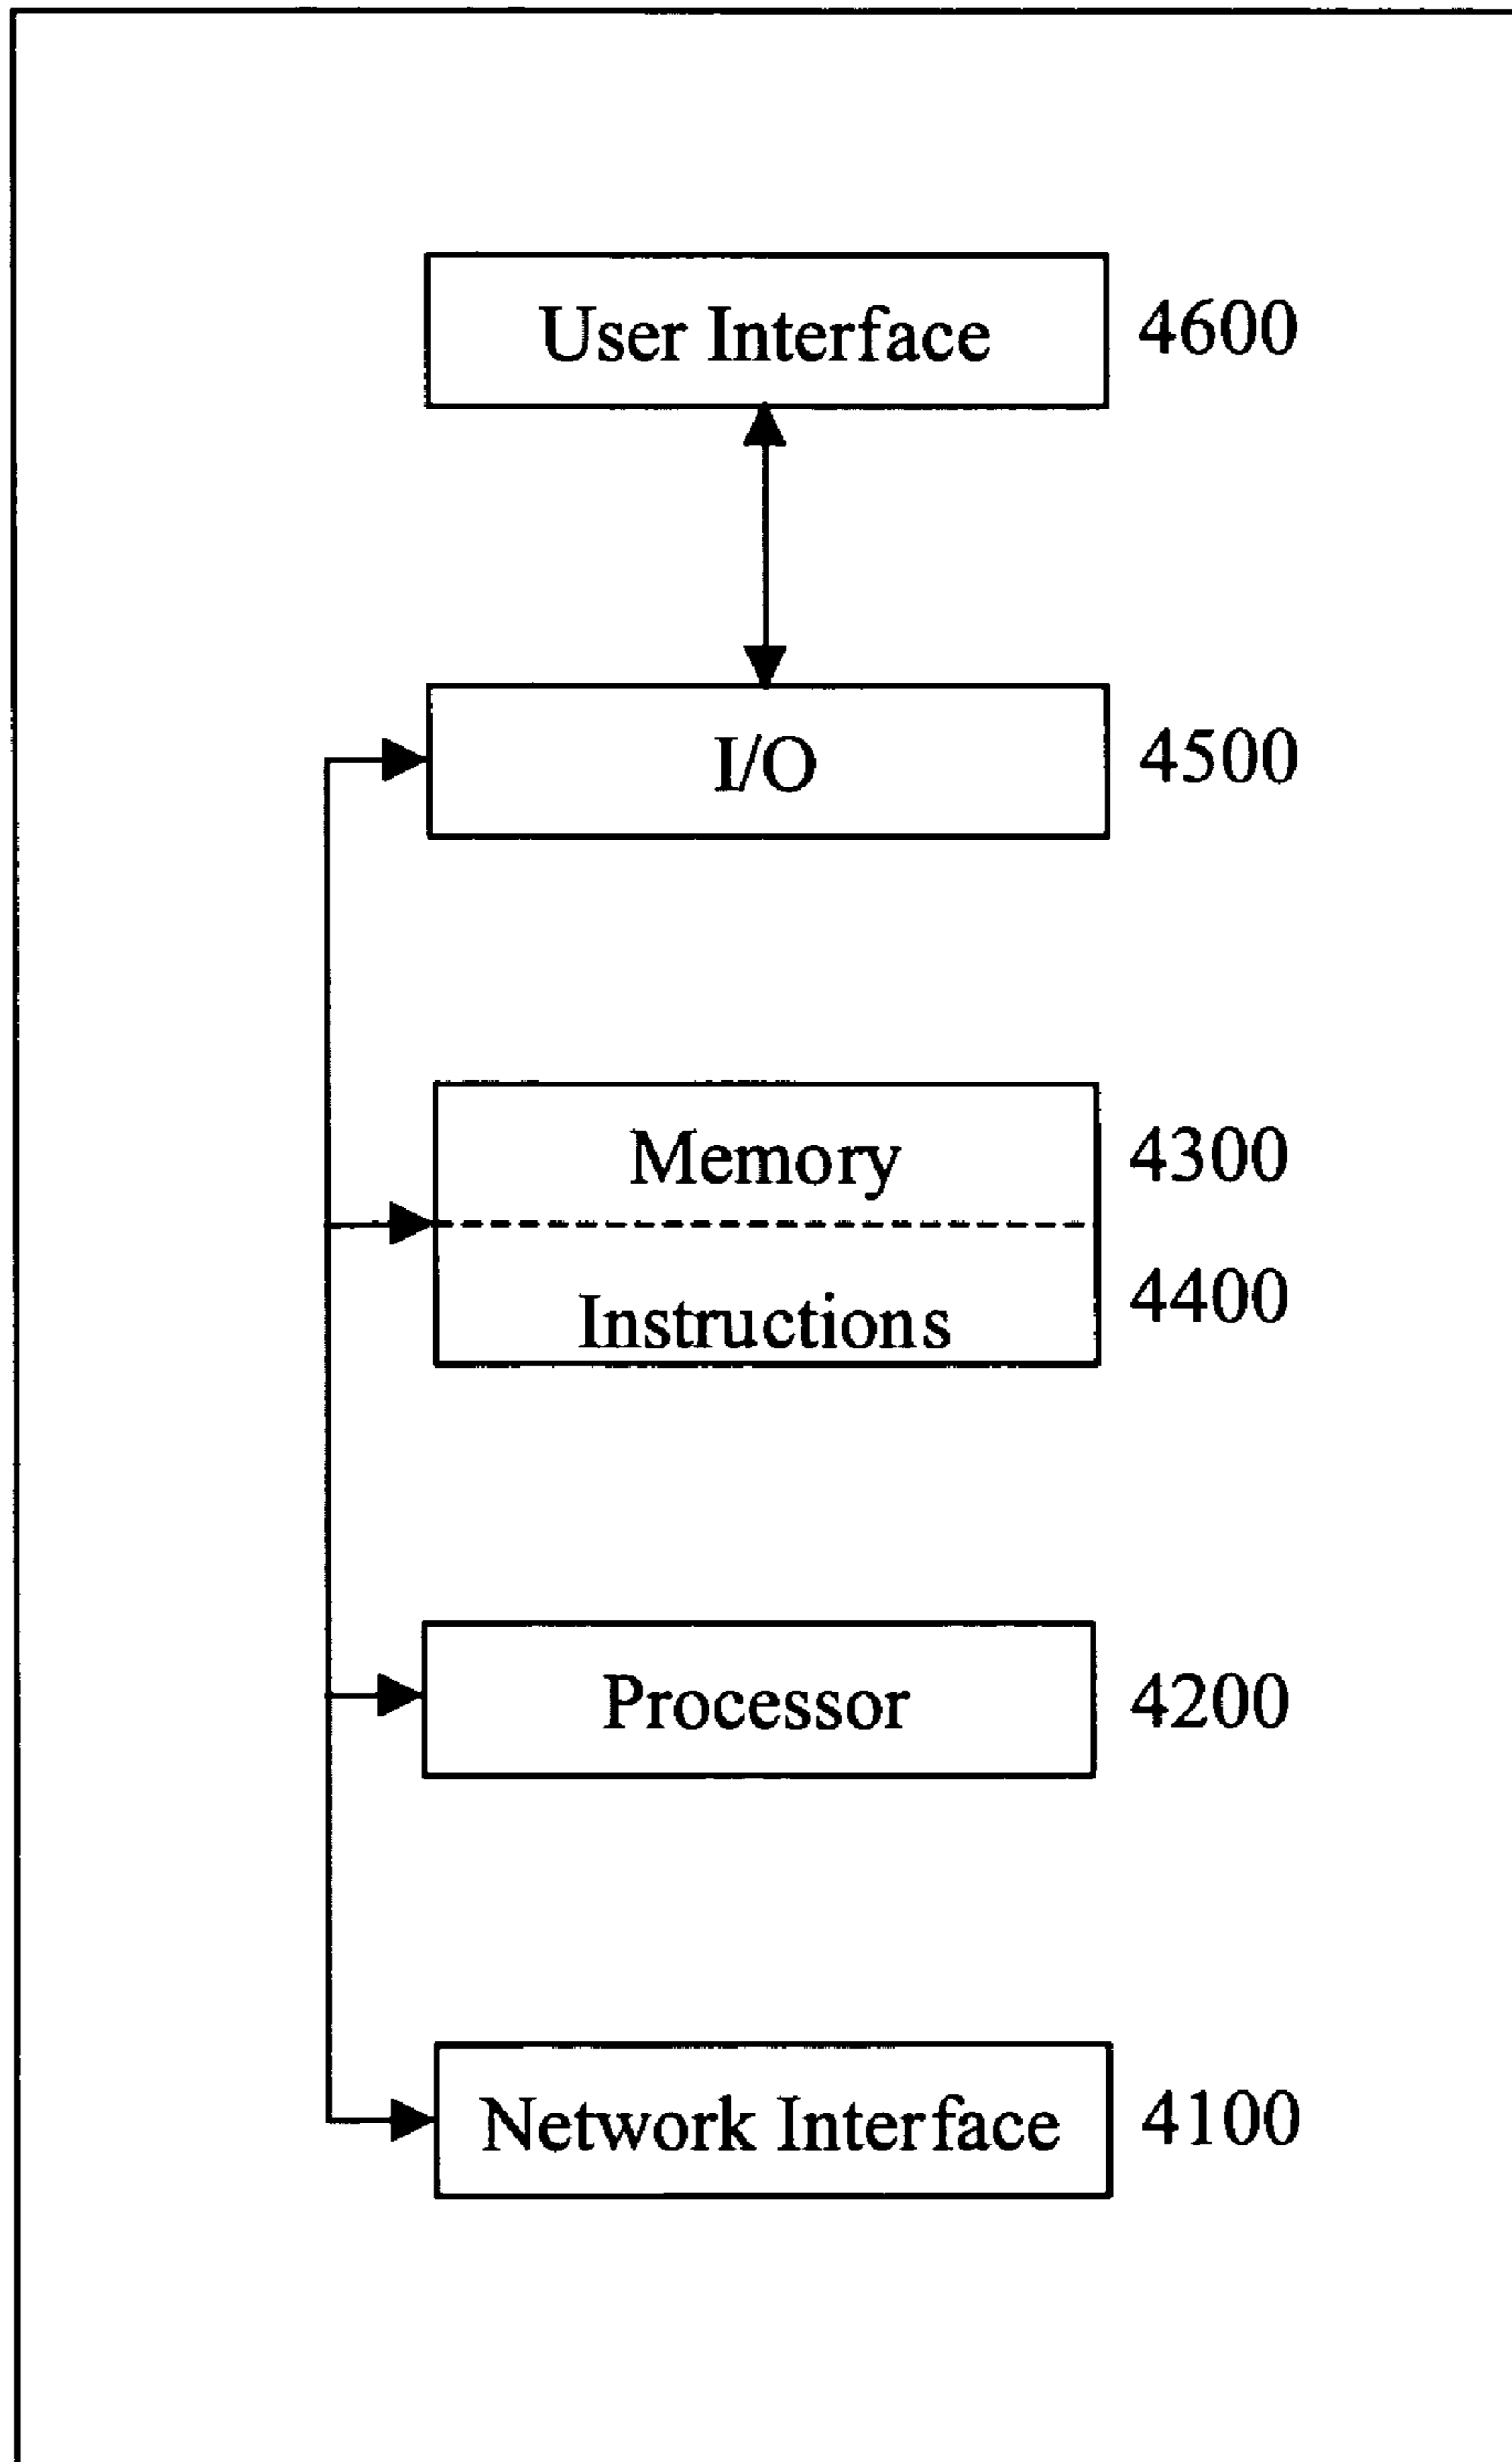 User Interface 4600
I/O 4500
Memory 4300
Instructions 4400
Processor 4200
Network Interface 4100